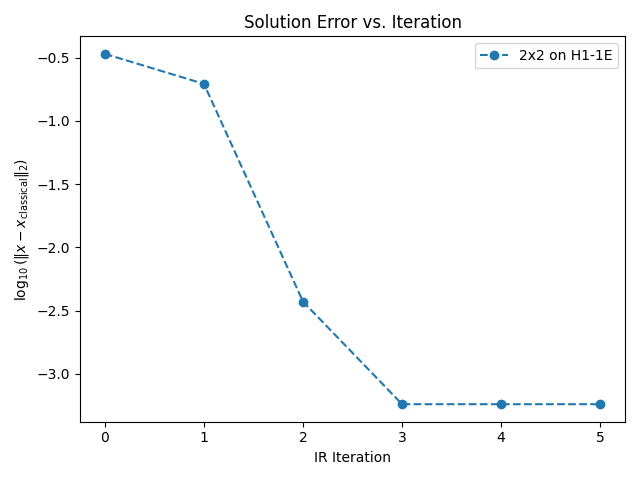 Solution Error vs. Iteration
2x2 on H1-1E
log₁₀ (‖x − x_classical‖₂)
−0.5
−1.0
−1.5
−2.0
−2.5
−3.0
0 1 2 3 4 5
IR Iteration